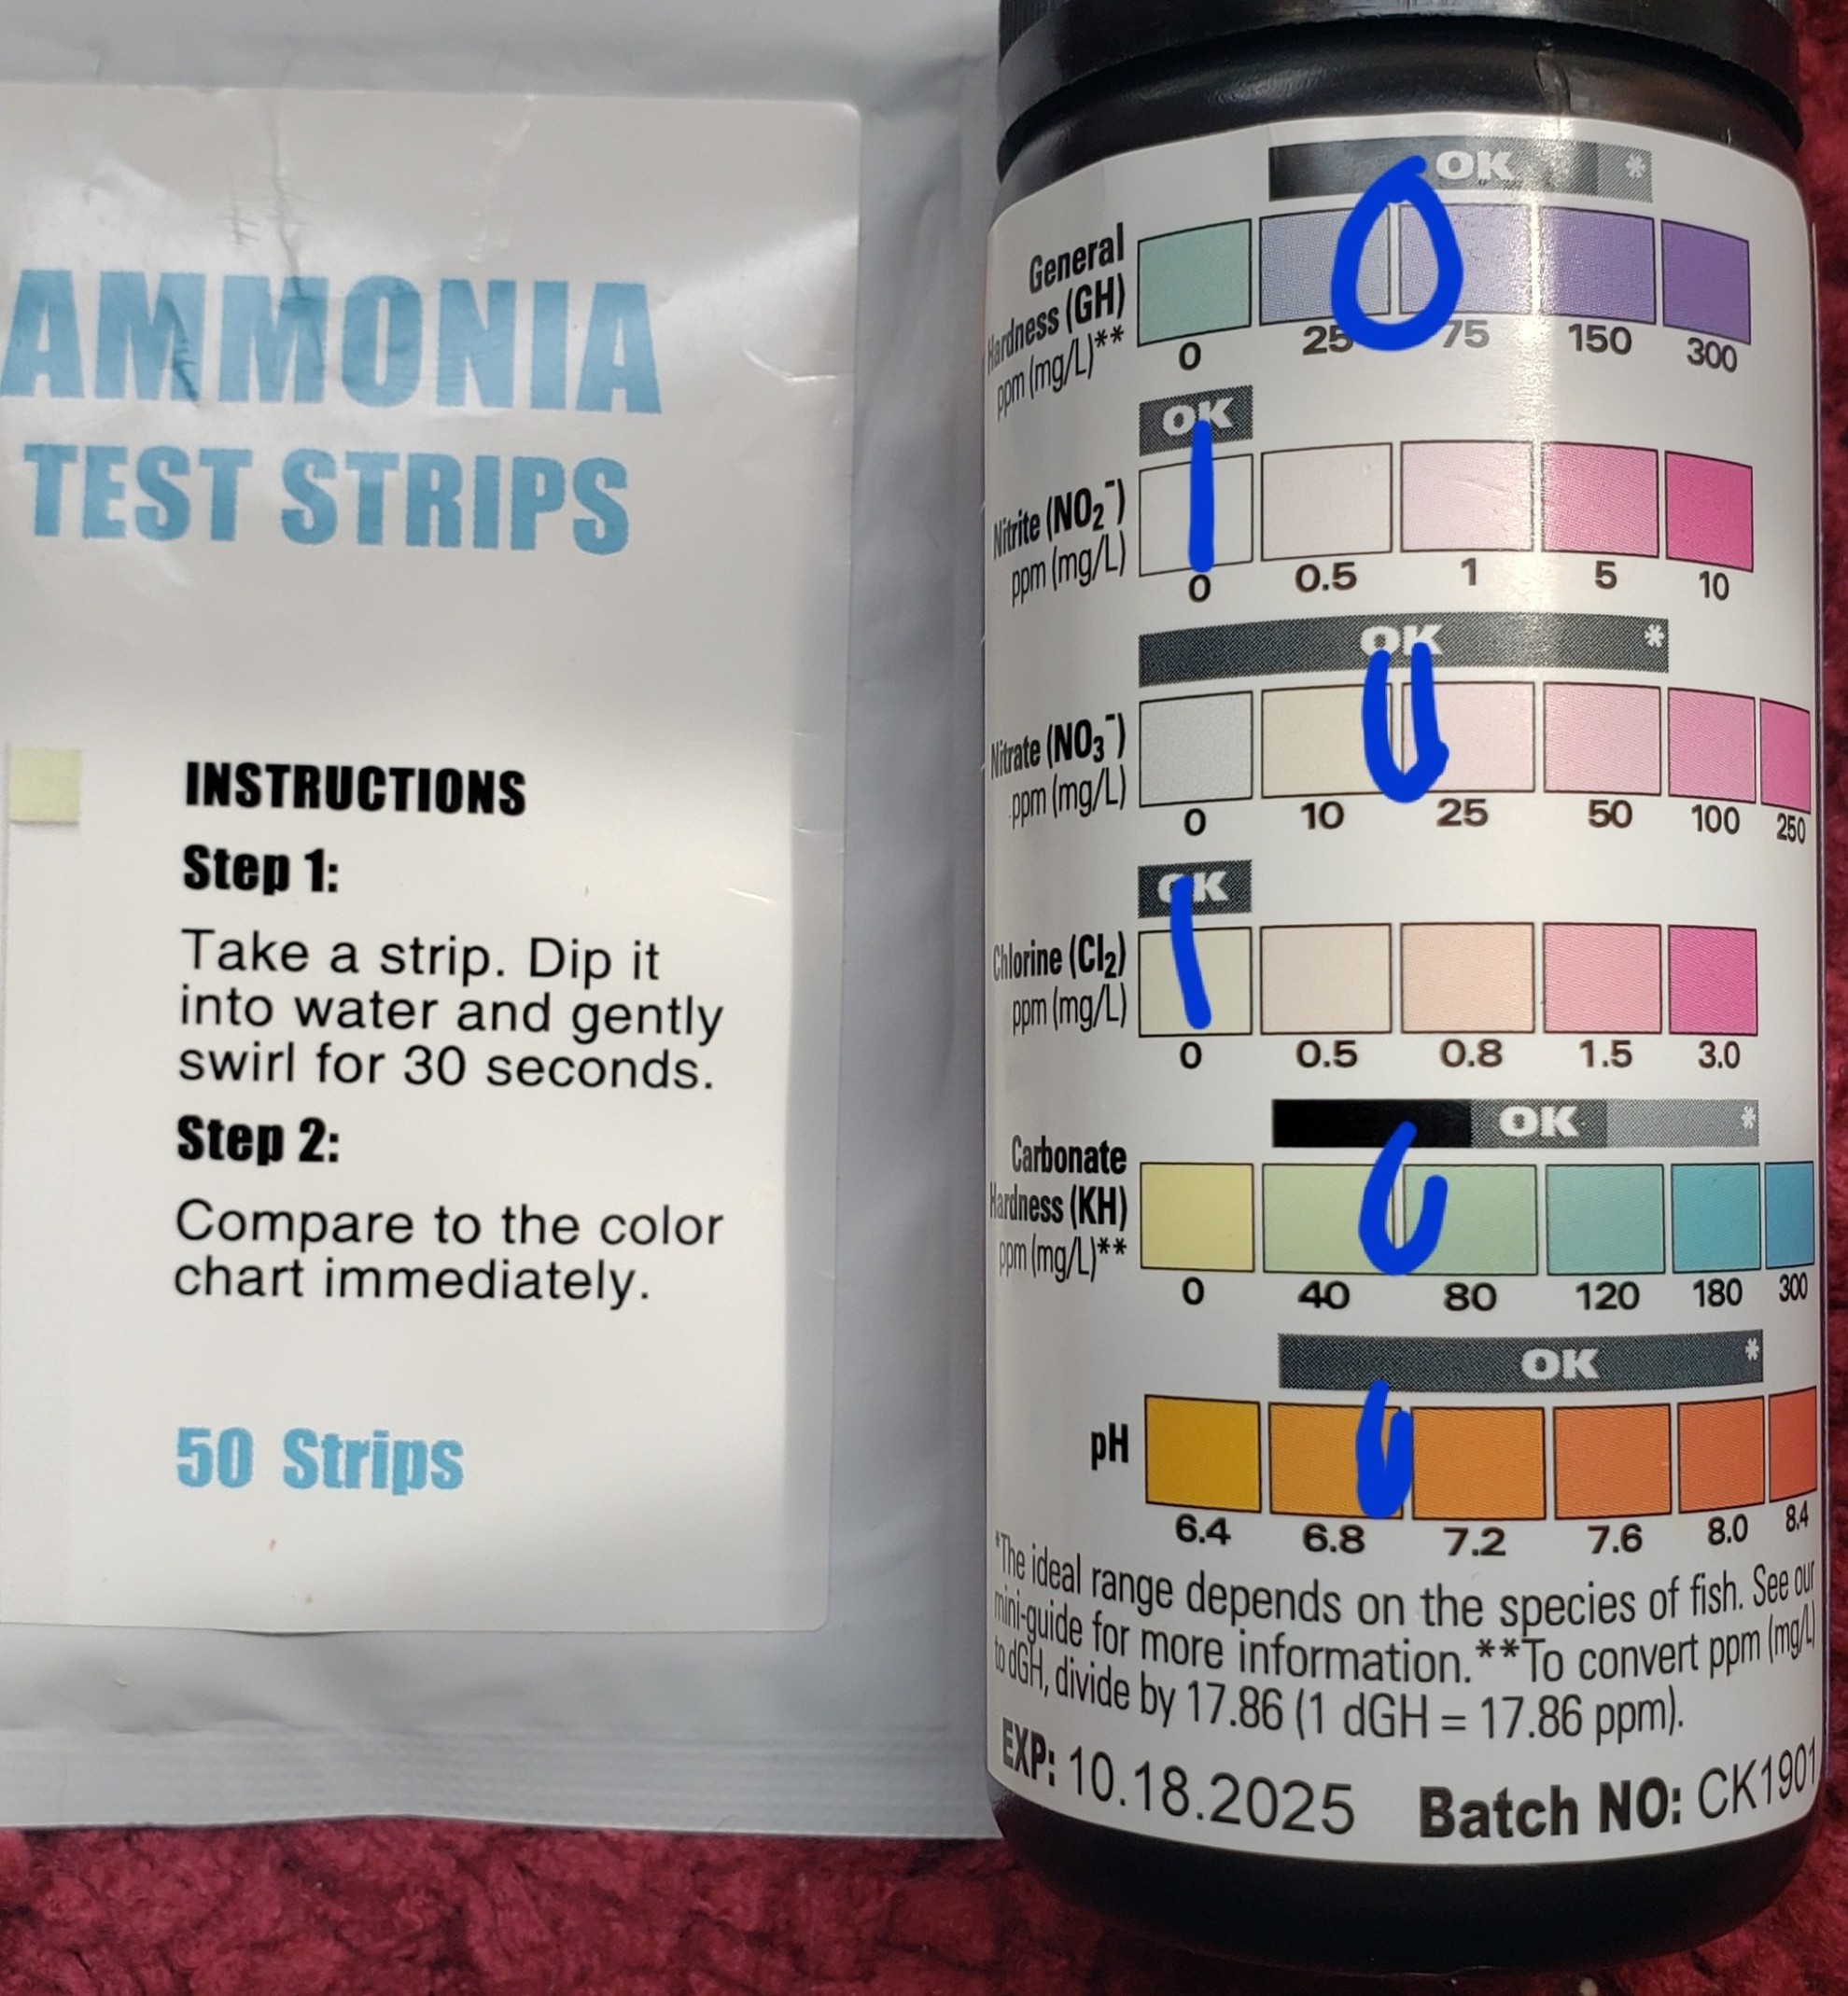 AMMONIA
TEST STRIPS
INSTRUCTIONS
Step 1:
Take a strip. Dip it
into water and gently
swirl for 30 seconds.
Step 2:
Compare to the color
chart immediately.
50 Strips
OK *
General
Hardness (GH)
ppm (mg/L)**
0 25 75 150 300
OK
Nitrite (NO₂⁻)
ppm (mg/L)
0 0.5 1 5 10
OK *
Nitrate (NO₃⁻)
ppm (mg/L)
0 10 25 50 100 250
OK
Chlorine (Cl₂)
ppm (mg/L)
0 0.5 0.8 1.5 3.0
OK *
Carbonate
Hardness (KH)
ppm (mg/L)**
0 40 80 120 180 300
OK *
pH
6.4 6.8 7.2 7.6 8.0 8.4
*The ideal range depends on the species of fish. See our
mini-guide for more information.**To convert ppm (mg/L)
to dGH, divide by 17.86 (1 dGH = 17.86 ppm).
EXP: 10.18.2025 Batch NO: CK1901